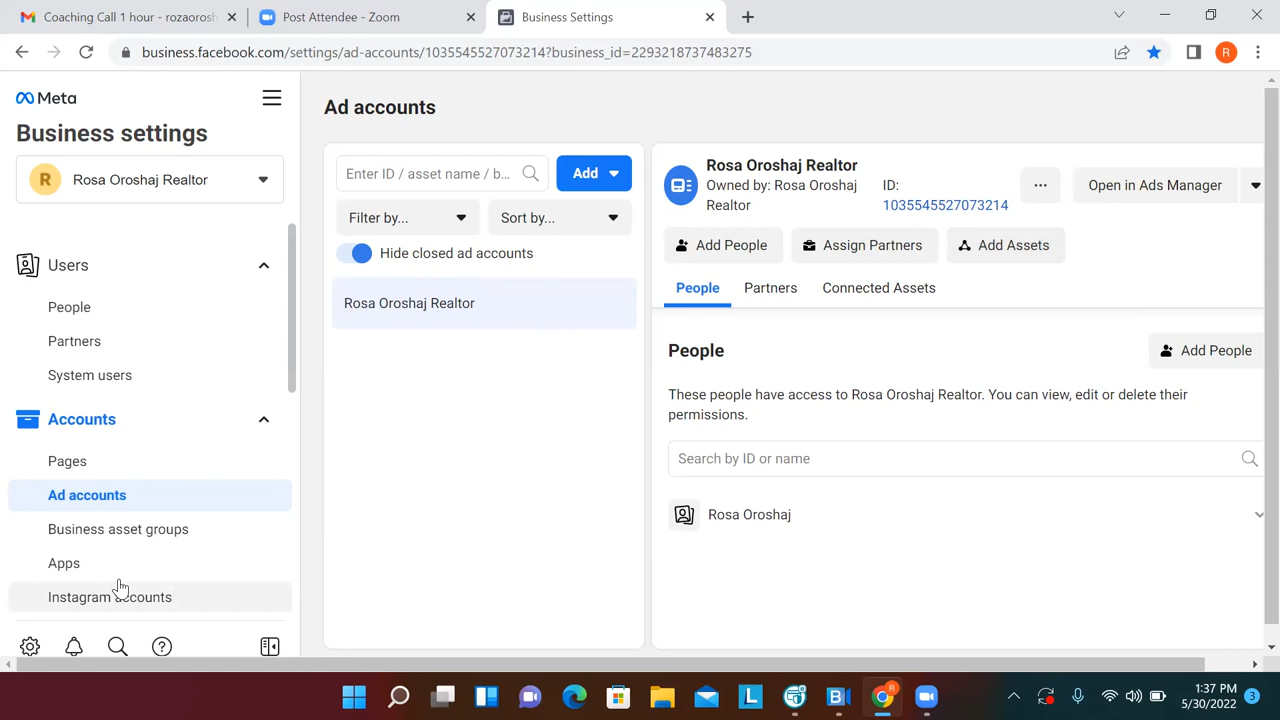 Coaching Call 1 hour - rozaorosh
Post Attendee - Zoom
Business Settings
business.facebook.com/settings/ad-accounts/1035545527073214?business_id=2293218737483275
R
Meta
Business settings
R
Rosa Oroshaj Realtor
Users
People
Partners
System users
Accounts
Pages
Ad accounts
Business asset groups
Apps
Instagram accounts
Ad accounts
Enter ID / asset name / b...
Add
Filter by...
Sort by...
Hide closed ad accounts
Rosa Oroshaj Realtor
Rosa Oroshaj Realtor
Owned by: Rosa Oroshaj
Realtor
ID:
1035545527073214
...
Open in Ads Manager
Add People
Assign Partners
Add Assets
People
Partners
Connected Assets
People
Add People
These people have access to Rosa Oroshaj Realtor. You can view, edit or delete their
permissions.
Search by ID or name
Rosa Oroshaj
L
B
R
1:37 PM
5/30/2022
3